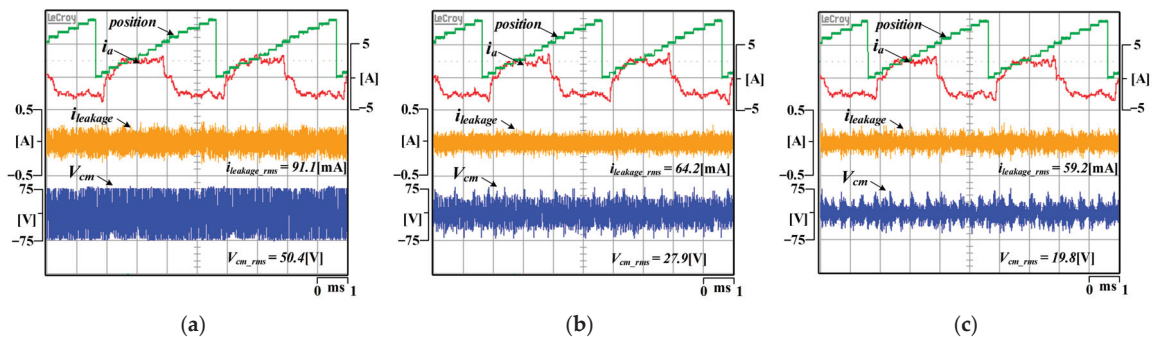 LeCroy
position
i_a
5
[A]
−5
0.5
i_leakage
[A]
i_leakage_rms = 91.1[mA]
−0.5
75
V_cm
[V]
−75
V_cm_rms = 50.4[V]
0 ms 1
(a)
LeCroy
position
i_a
5
[A]
−5
0.5
i_leakage
[A]
i_leakage_rms = 64.2[mA]
−0.5
75
V_cm
[V]
−75
V_cm_rms = 27.9[V]
0 ms 1
(b)
LeCroy
position
i_a
5
[A]
−5
0.5
i_leakage
[A]
i_leakage_rms = 59.2[mA]
−0.5
75
V_cm
[V]
−75
V_cm_rms = 19.8[V]
0 ms 1
(c)